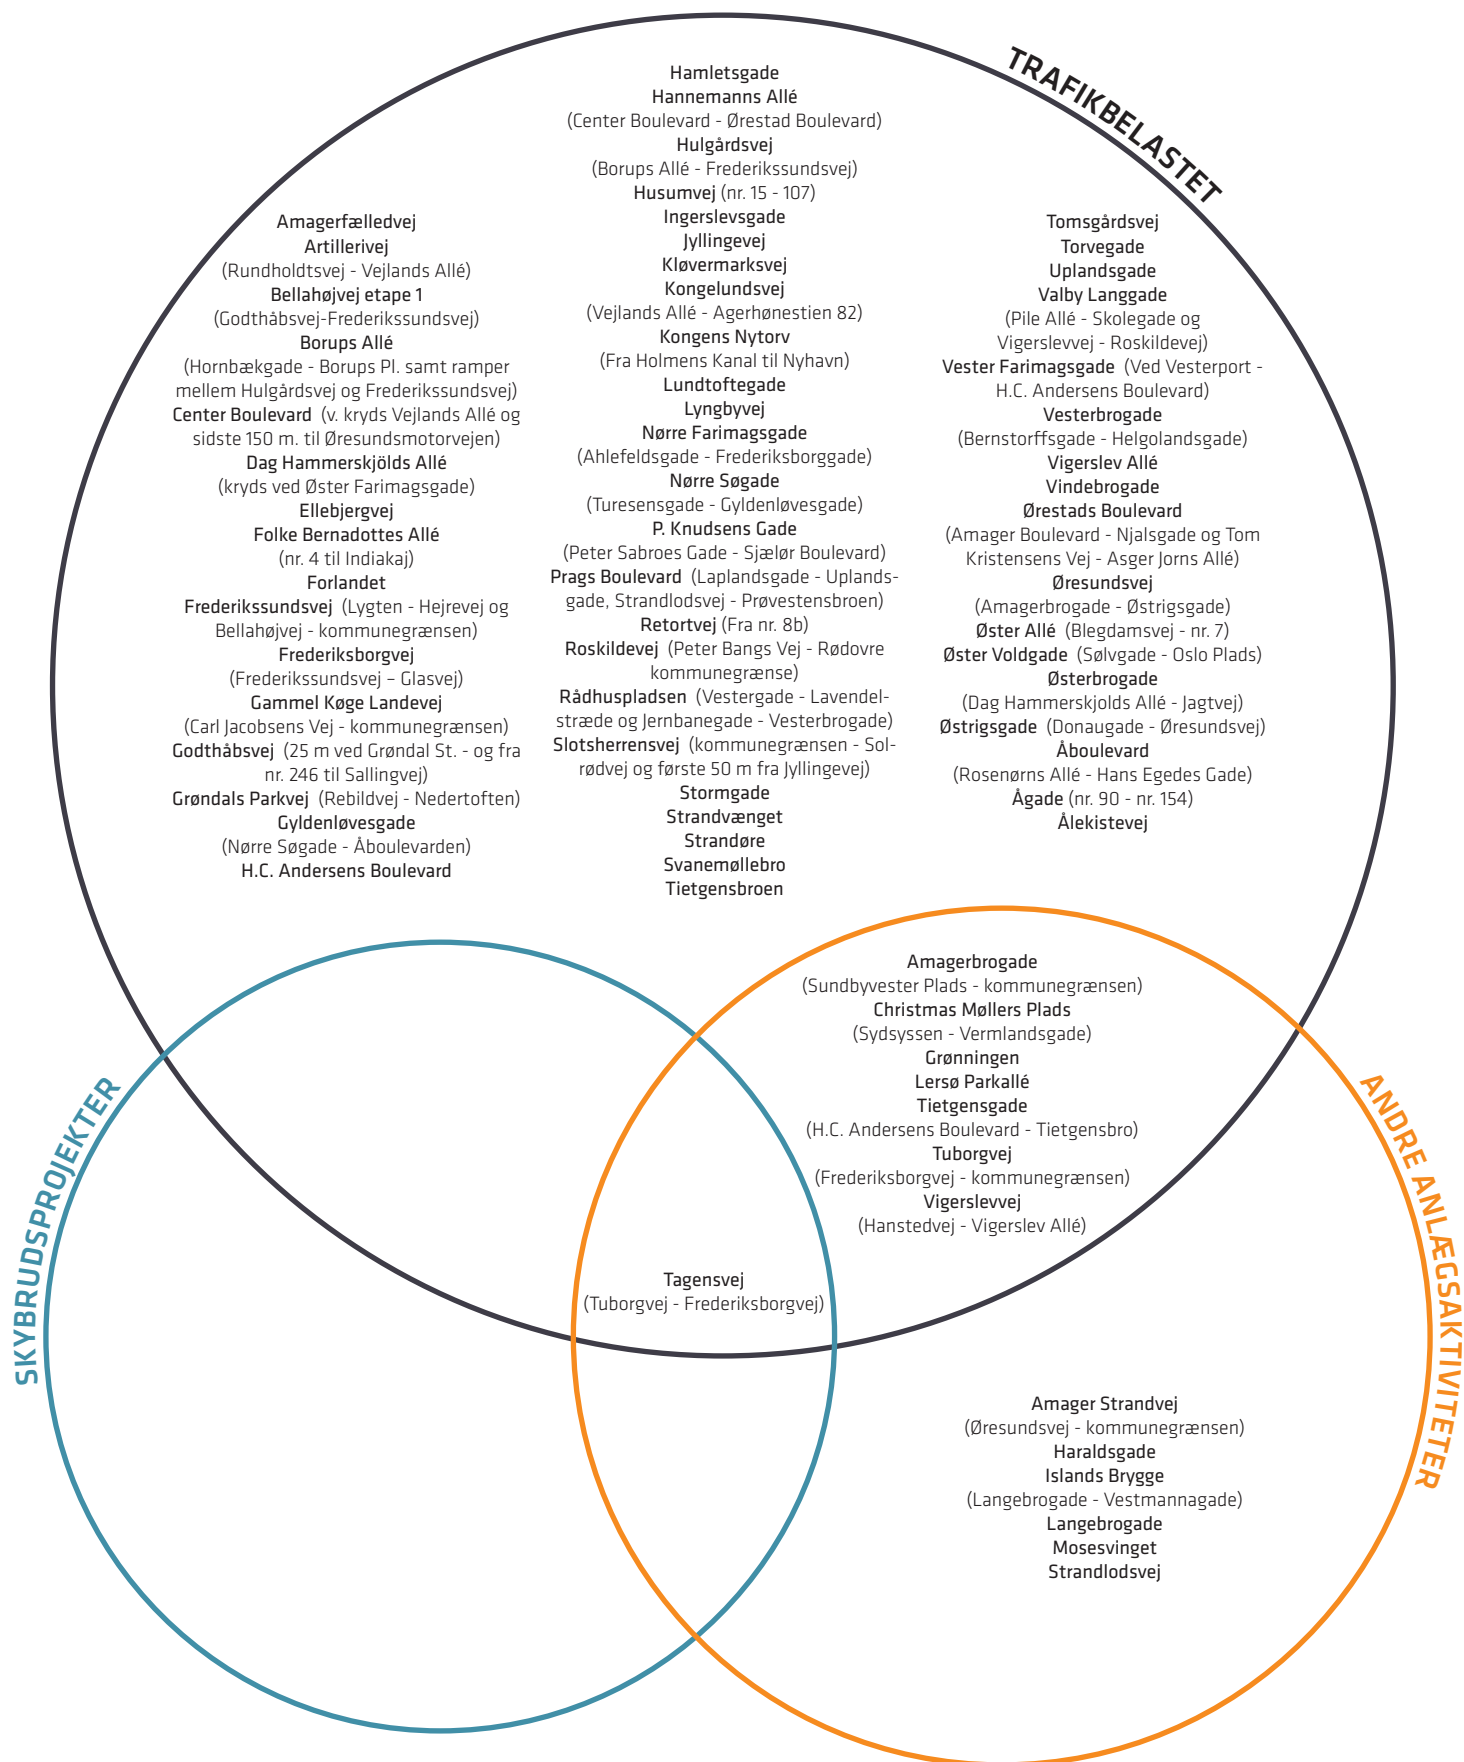 TRAFIKBELASTET
Amagerfælledvej
Artillerivej
(Rundholtsvej - Vejlands Allé)
Bellahøjvej etape 1
(Godthåbsvej-Frederikssundsvej)
Borups Allé
(Hornbækgade - Borups Pl. samt ramper
mellem Hulgårdsvej og Frederikssundsvej)
Center Boulevard (v. kryds Vejlands Allé og
sidste 150 m. til Øresundsmotorvejen)
Dag Hammerskjölds Allé
(kryds ved Øster Farimagsgade)
Ellebjergvej
Folke Bernadottes Allé
(nr. 4 til Indiakaj)
Forlandet
Frederikssundsvej (Lygten - Hejrevej og
Bellahøjvej - kommunegrænsen)
Frederiksborgvej
(Frederikssundsvej – Glasvej)
Gammel Køge Landevej
(Carl Jacobsens Vej - kommunegrænsen)
Godthåbsvej (25 m ved Grøndal St. - og fra
nr. 246 til Sallingvej)
Grøndals Parkvej (Rebildvej - Nedertoften)
Gyldenløvesgade
(Nørre Søgade - Åboulevarden)
H.C. Andersens Boulevard
Hamletsgade
Hannemanns Allé
(Center Boulevard - Ørestad Boulevard)
Hulgårdsvej
(Borups Allé - Frederikssundsvej)
Husumvej (nr. 15 - 107)
Ingerslevsgade
Jyllingevej
Kløvermarksvej
Kongelundsvej
(Vejlands Allé - Agerhønestien 82)
Kongens Nytorv
(Fra Holmens Kanal til Nyhavn)
Lundtoftegade
Lyngbyvej
Nørre Farimagsgade
(Ahlefeldsgade - Frederiksborggade)
Nørre Søgade
(Turesensgade - Gyldenløvesgade)
P. Knudsens Gade
(Peter Sabroes Gade - Sjælør Boulevard)
Prags Boulevard (Laplandsgade - Uplands-
gade, Strandlodsvej - Prøvestensbroen)
Retortvej (Fra nr. 8b)
Roskildevej (Peter Bangs Vej - Rødovre
kommunegrænse)
Rådhuspladsen (Vestergade - Lavendel-
stræde og Jernbanegade - Vesterbrogade)
Slotsherrensvej (kommunegrænsen - Sol-
rødvej og første 50 m fra Jyllingevej)
Stormgade
Strandvænget
Strandøre
Svanemøllebro
Tietgensbroen
Tomsgårdsvej
Torvegade
Uplandsgade
Valby Langgade
(Pile Allé - Skolegade og
Vigerslevvej - Roskildevej)
Vester Farimagsgade (Ved Vesterport -
H.C. Andersens Boulevard)
Vesterbrogade
(Bernstorffsgade - Helgolandsgade)
Vigerslev Allé
Vindebrogade
Ørestads Boulevard
(Amager Boulevard - Njalsgade og Tom
Kristensens Vej - Asger Jorns Allé)
Øresundsvej
(Amagerbrogade - Østrigsgade)
Øster Allé (Blegdamsvej - nr. 7)
Øster Voldgade (Sølvgade - Oslo Plads)
Østerbrogade
(Dag Hammerskjolds Allé - Jagtvej)
Østrigsgade (Donaugade - Øresundsvej)
Åboulevard
(Rosenørns Allé - Hans Egedes Gade)
Ågade (nr. 90 - nr. 154)
Ålekistevej
Amagerbrogade
(Sundbyvester Plads - kommunegrænsen)
Christmas Møllers Plads
(Sydsyssen - Vermlandsgade)
Grønningen
Lersø Parkallé
Tietgensgade
(H.C. Andersens Boulevard - Tietgensbro)
Tuborgvej
(Frederiksborgvej - kommunegrænsen)
Vigerslevvej
(Hanstedvej - Vigerslev Allé)
SKYBRUDSPROJEKTER
ANDRE ANLÆGSAKTIVITETER
Tagensvej
(Tuborgvej - Frederiksborgvej)
Amager Strandvej
(Øresundsvej - kommunegrænsen)
Haraldsgade
Islands Brygge
(Langebrogade - Vestmannagade)
Langebrogade
Mosesvinget
Strandlodsvej